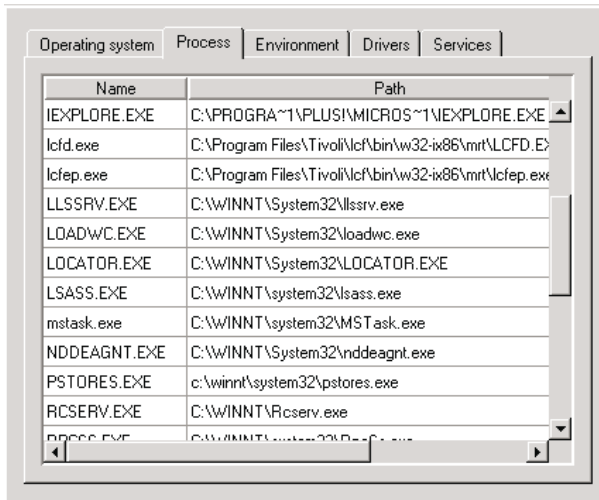 Operating system Process Environment Drivers Services
Name Path
IEXPLORE.EXE C:\PROGRA~1\PLUS!\MICROS~1\IEXPLORE.EXE
lcfd.exe C:\Program Files\Tivoli\lcf\bin\w32-ix86\mrt\LCFD.EX
lcfep.exe C:\Program Files\Tivoli\lcf\bin\w32-ix86\mrt\lcfep.exe
LLSSRV.EXE C:\WINNT\System32\llssrv.exe
LOADWC.EXE C:\WINNT\System32\loadwc.exe
LOCATOR.EXE C:\WINNT\System32\LOCATOR.EXE
LSASS.EXE C:\WINNT\system32\lsass.exe
mstask.exe C:\WINNT\system32\MSTask.exe
NDDEAGNT.EXE C:\WINNT\System32\nddeagnt.exe
PSTORES.EXE c:\winnt\system32\pstores.exe
RCSERV.EXE C:\WINNT\Rcserv.exe